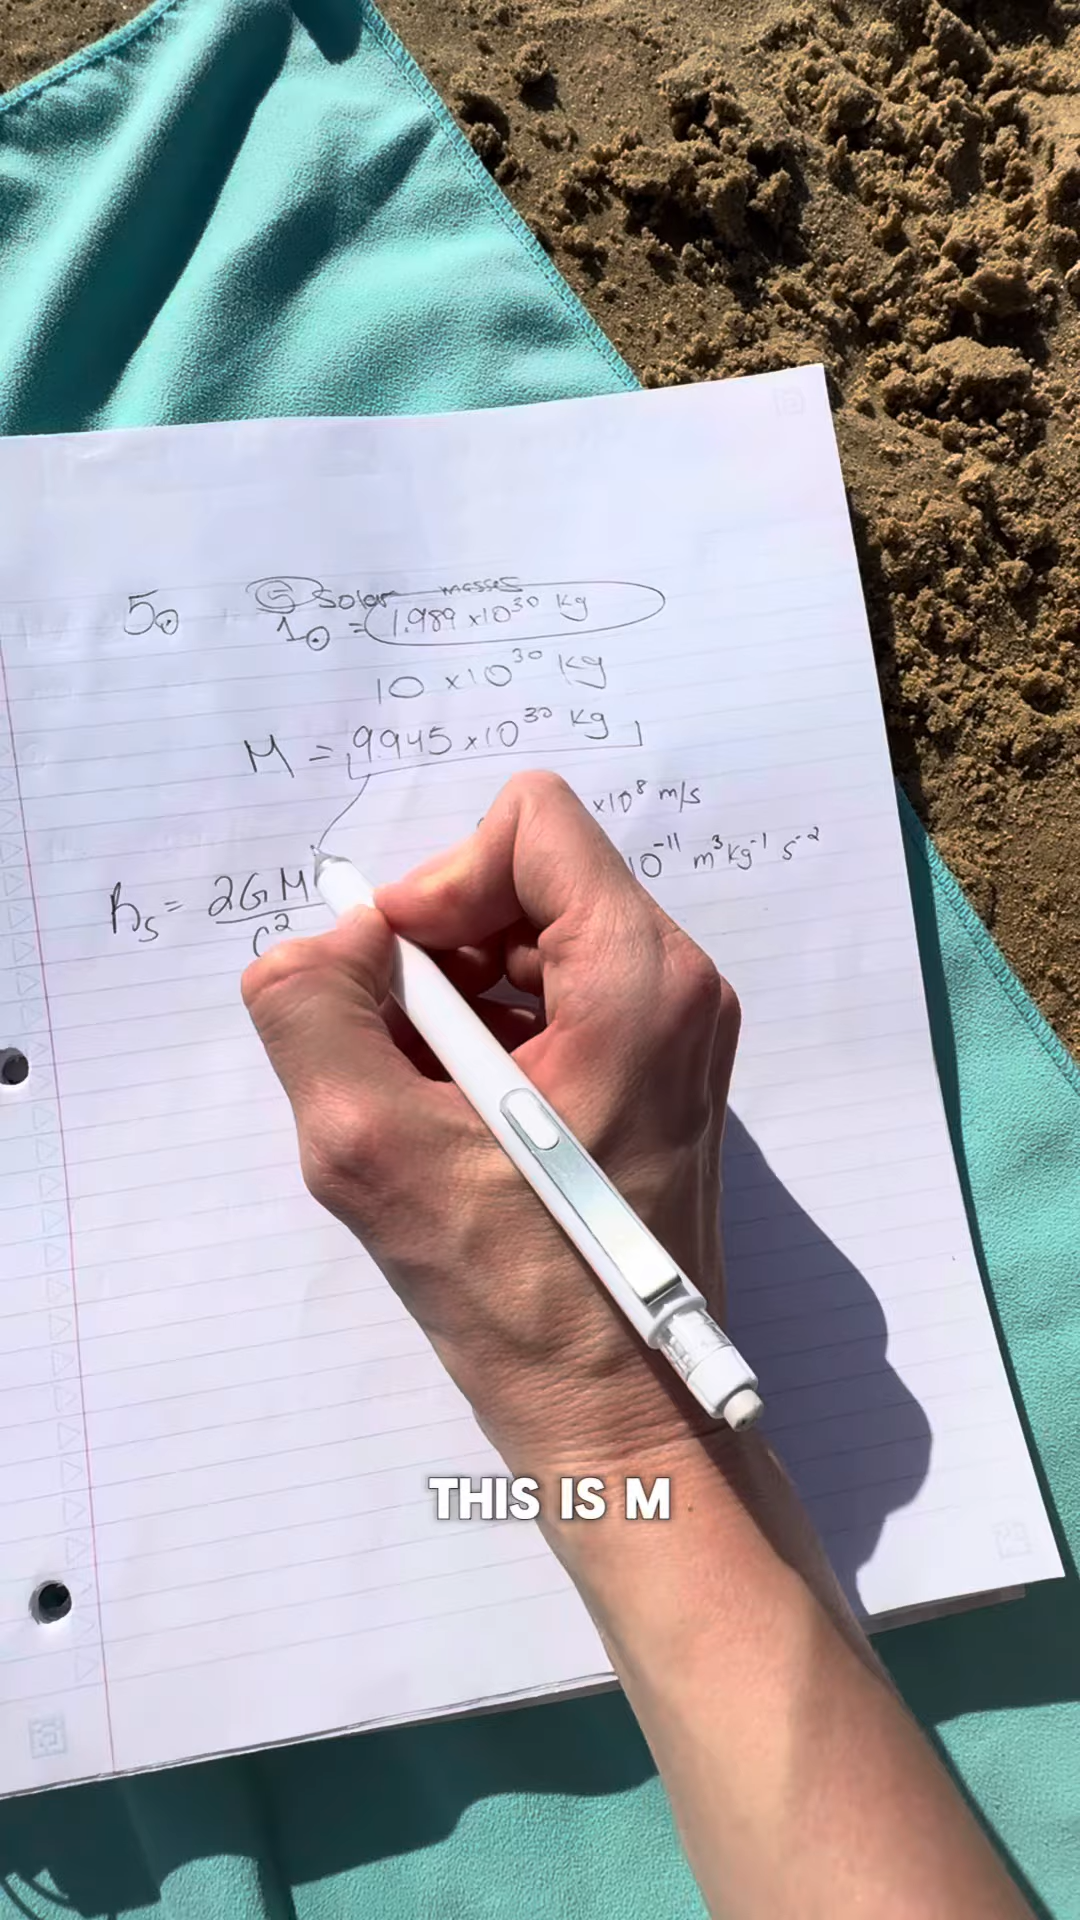 5☉ 5 solar masses
1☉ = 1.989 x10³⁰ kg
10 x10³⁰ kg
M = 9.945 x10³⁰ kg
x10⁸ m/s
10⁻¹¹ m³ kg⁻¹ s⁻²
Rs = 2GM
c²
THIS IS M